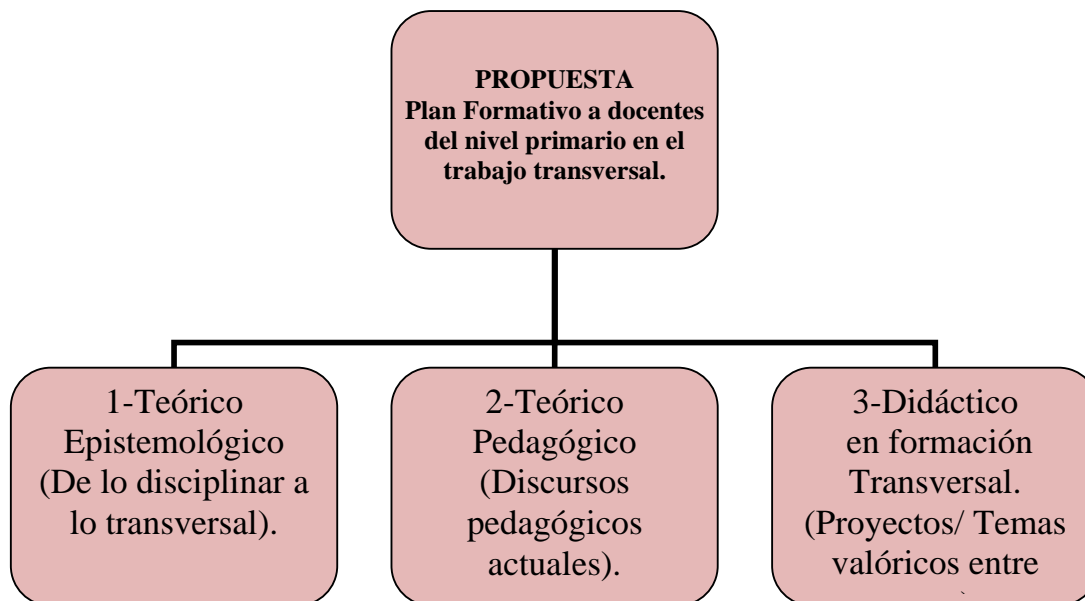 PROPUESTA
Plan Formativo a docentes
del nivel primario en el
trabajo transversal.
1-Teórico
Epistemológico
(De lo disciplinar a
lo transversal).
2-Teórico
Pedagógico
(Discursos
pedagógicos
actuales).
3-Didáctico
en formación
Transversal.
(Proyectos/ Temas
valóricos entre